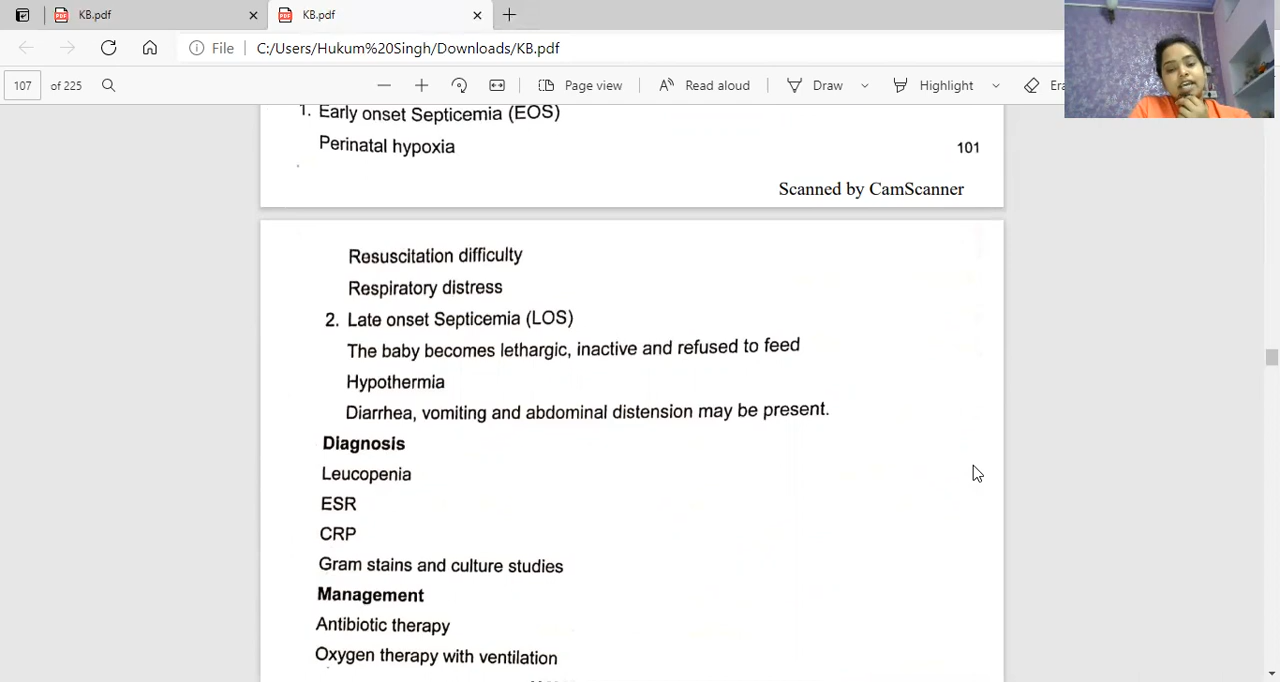 KB.pdf
KB.pdf
File C:/Users/Hukum%20Singh/Downloads/KB.pdf
107 of 225 Page view Read aloud Draw Highlight
1. Early onset Septicemia (EOS)
Perinatal hypoxia
101
Scanned by CamScanner
Resuscitation difficulty
Respiratory distress
2. Late onset Septicemia (LOS)
The baby becomes lethargic, inactive and refused to feed
Hypothermia
Diarrhea, vomiting and abdominal distension may be present.
Diagnosis
Leucopenia
ESR
CRP
Gram stains and culture studies
Management
Antibiotic therapy
Oxygen therapy with ventilation